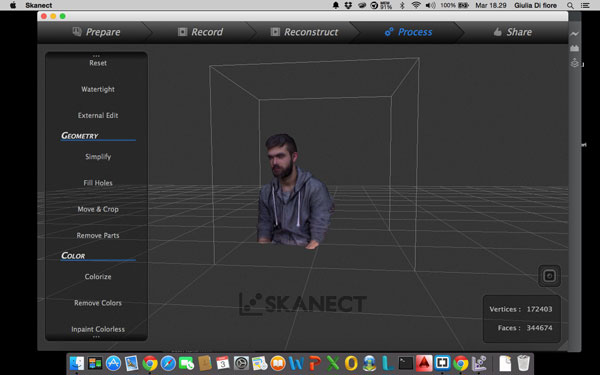 Skanect
100%
Mar 18.29
Giulia Di fiore
Prepare
Record
Reconstruct
Process
Share
Reset
Watertight
External Edit
GEOMETRY
Simplify
Fill Holes
Move & Crop
Remove Parts
COLOR
Colorize
Remove Colors
Inpaint Colorless
SKANECT
Vertices : 172403
Faces : 344674